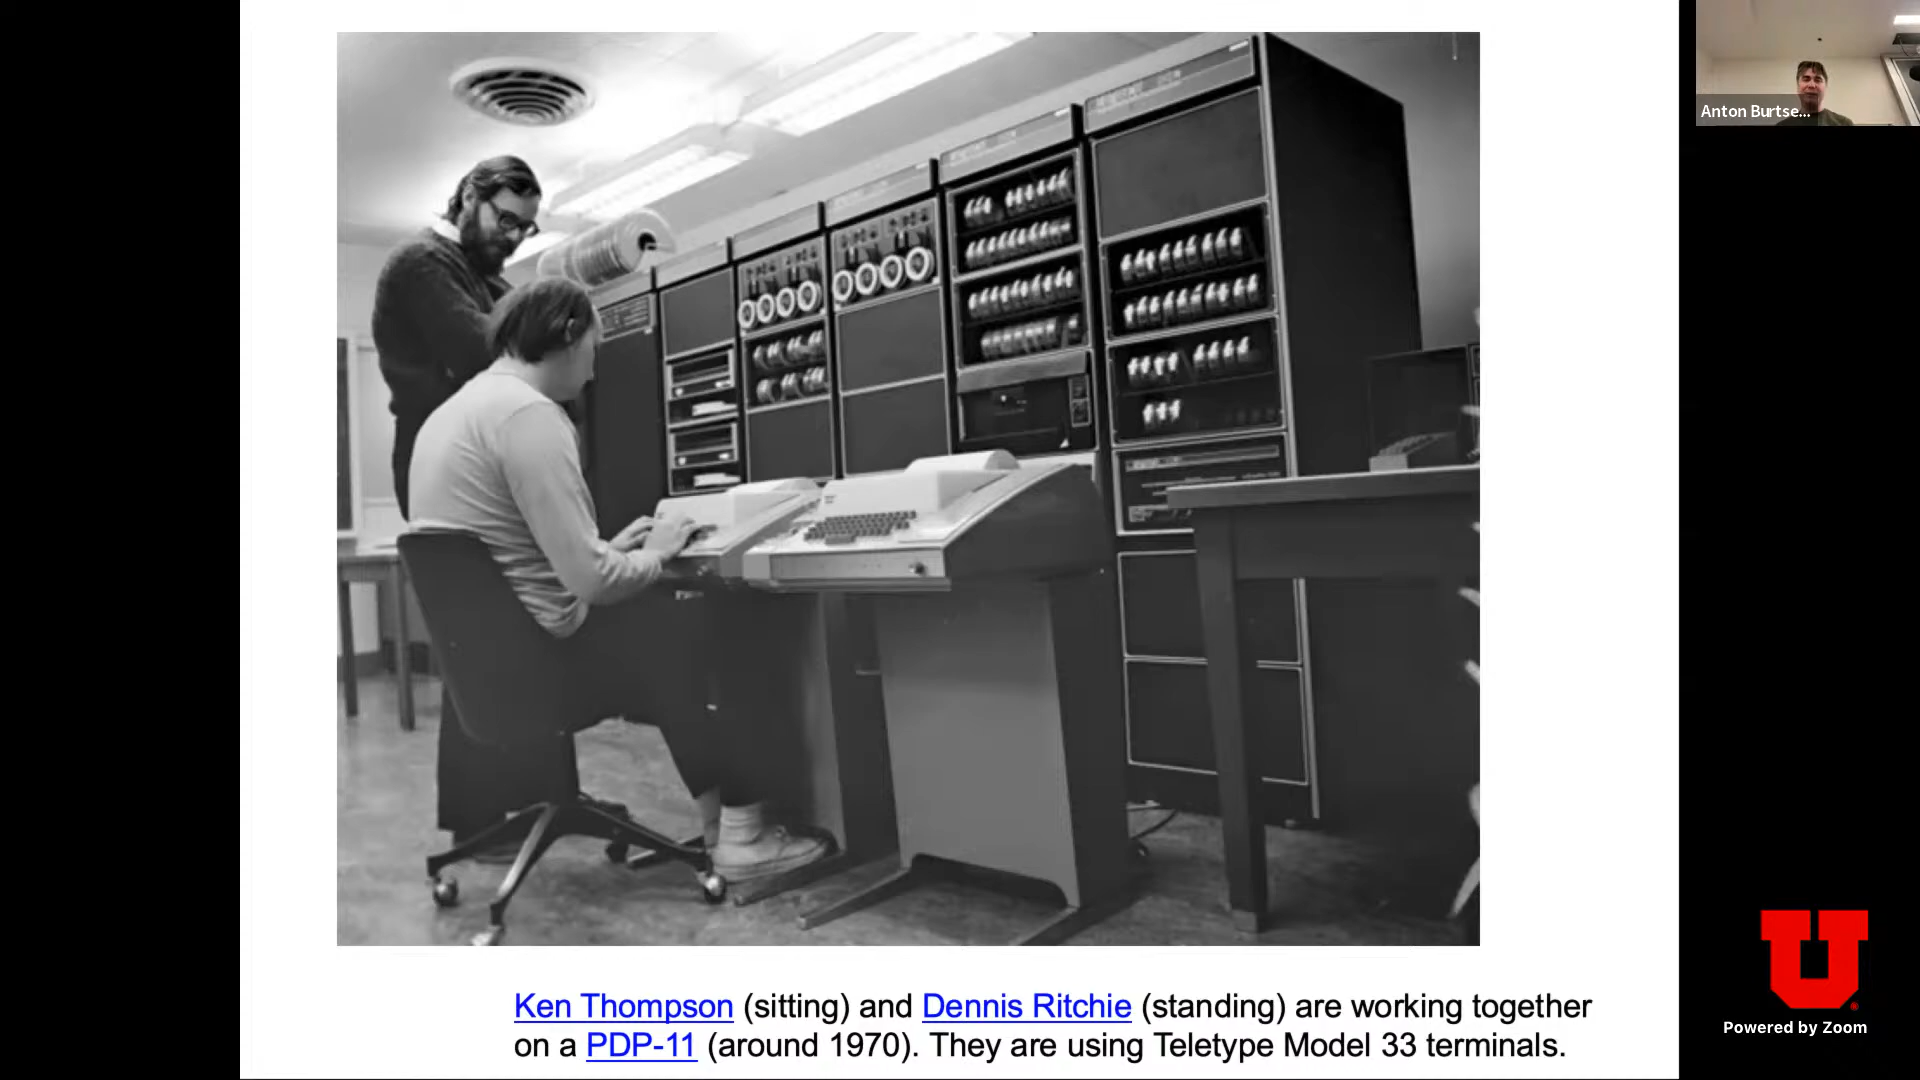 Anton Burtse...
Ken Thompson (sitting) and Dennis Ritchie (standing) are working together
on a PDP-11 (around 1970). They are using Teletype Model 33 terminals.
U
Powered by Zoom